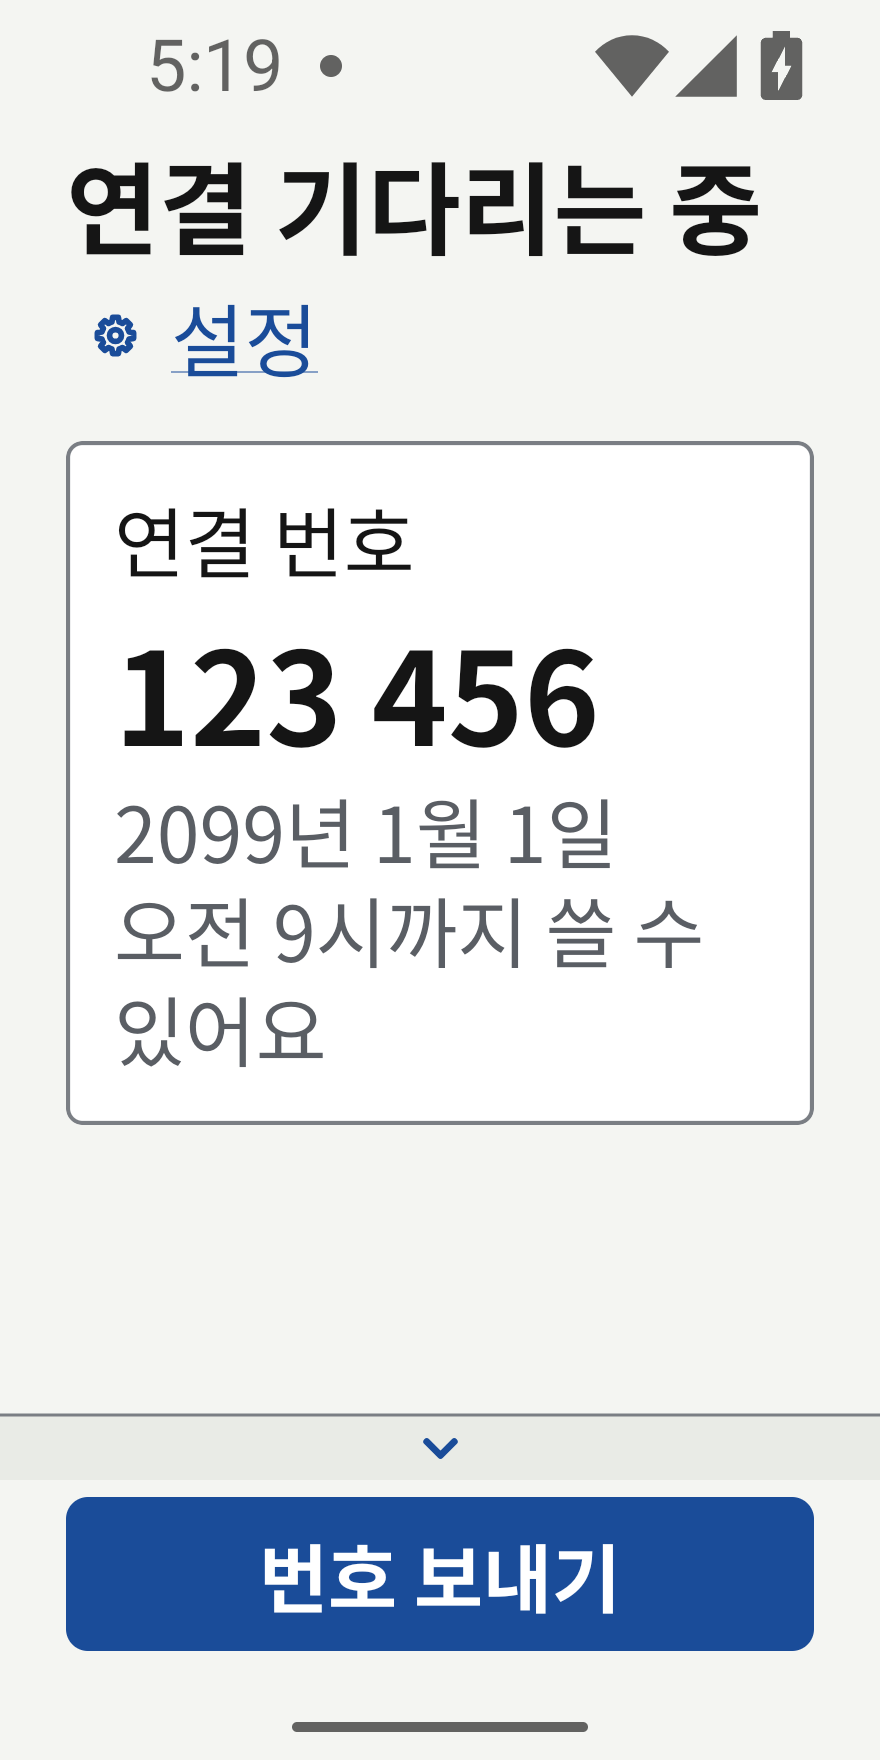 5:19
연결 기다리는 중
설정
연결 번호
123 456
2099년 1월 1일
오전 9시까지 쓸 수
있어요
번호 보내기